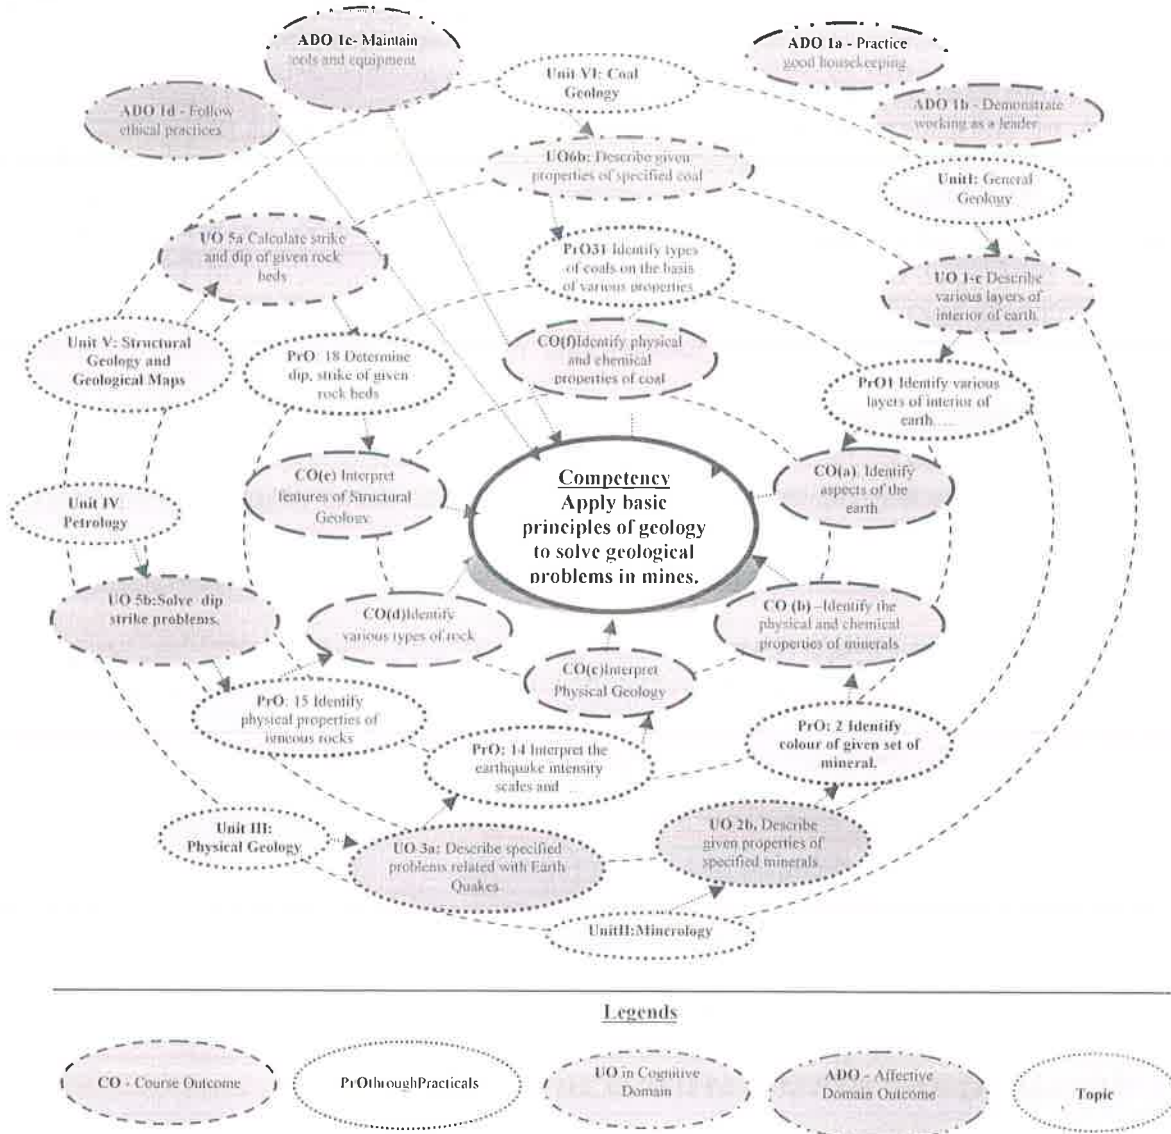 ADO 1c- Maintain
ools and equipment
ADO 1a - Practice
good housekeeping
ADO 1d - Follow
ethical practices
Unit VI: Coal
Geology
ADO 1b - Demonstrate
working as a leader
UO6b: Describe given
properties of specified coal
UnitI: General
Geology
UO 5a Calculate strike
and dip of given rock
beds
PrO31 Identify types
of coals on the basis
of various properties
UO 1-c Describe
various layers of
interior of earth
Unit V: Structural
Geology and
Geological Maps
PrO: 18 Determine
dip, strike of given
rock beds
CO(f)Identify physical
and chemical
properties of coal
PrO1 Identify various
layers of interior of
earth.....
CO(e) Interpret
features of Structural
Geology
Competency
Apply basic
principles of geology
to solve geological
problems in mines.
CO(a). Identify
aspects of the
earth
Unit IV:
Petrology
UO 5b:Solve dip
strike problems.
CO(d)Identify
various types of rock
CO (b) –Identify the
physical and chemical
properties of minerals
CO(c)Interpret
Physical Geology
PrO: 15 Identify
physical properties of
igneous rocks
PrO: 14 Interpret the
earthquake intensity
scales and ...
PrO: 2 Identify
colour of given set of
mineral.
Unit III:
Physical Geology
UO 3a: Describe specified
problems related with Earth
Quakes
UO 2b. Describe
given properties of
specified minerals
UnitII:Minerology
Legends
CO - Course Outcome
PrOthroughPracticals
UO in Cognitive
Domain
ADO - Affective
Domain Outcome
Topic